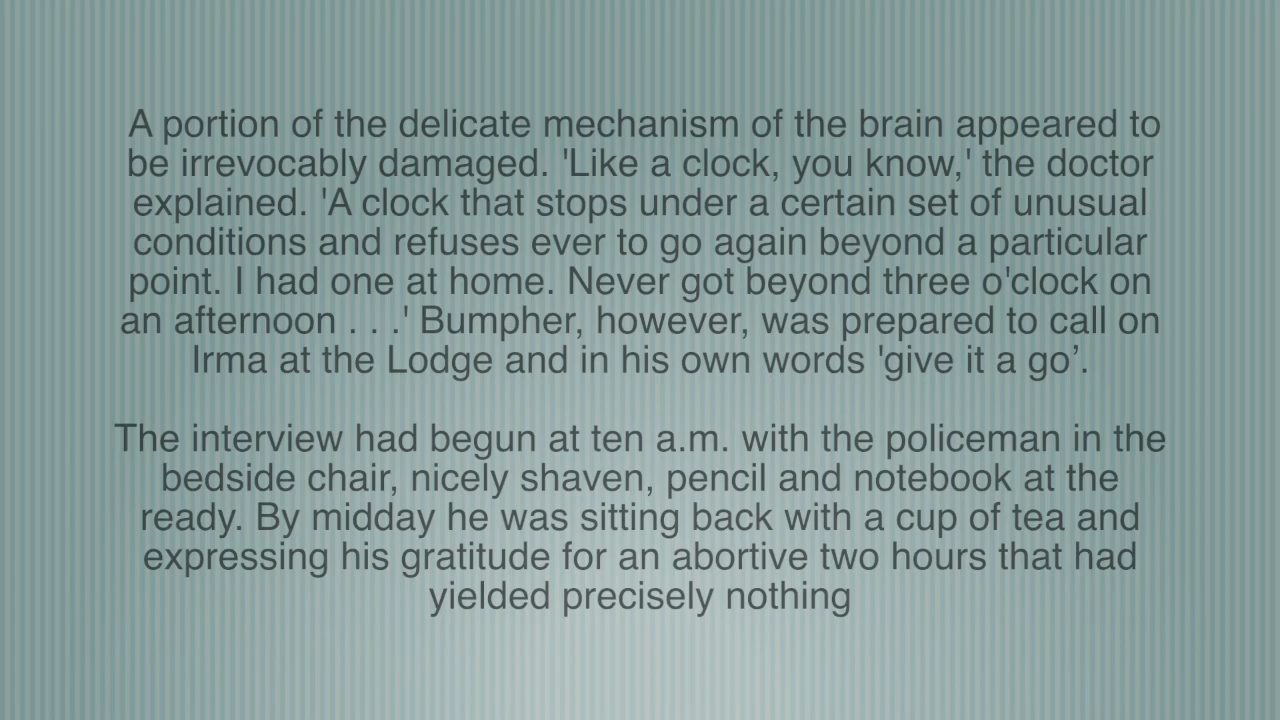 A portion of the delicate mechanism of the brain appeared to
be irrevocably damaged. 'Like a clock, you know,' the doctor
explained. 'A clock that stops under a certain set of unusual
conditions and refuses ever to go again beyond a particular
point. I had one at home. Never got beyond three o'clock on
an afternoon . . .' Bumpher, however, was prepared to call on
Irma at the Lodge and in his own words 'give it a go’.
The interview had begun at ten a.m. with the policeman in the
bedside chair, nicely shaven, pencil and notebook at the
ready. By midday he was sitting back with a cup of tea and
expressing his gratitude for an abortive two hours that had
yielded precisely nothing